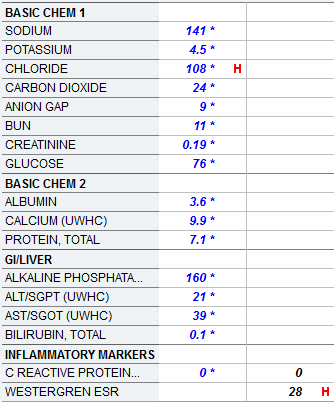 BASIC CHEM 1
SODIUM 141 *
POTASSIUM 4.5 *
CHLORIDE 108 * H
CARBON DIOXIDE 24 *
ANION GAP 9 *
BUN 11 *
CREATININE 0.19 *
GLUCOSE 76 *
BASIC CHEM 2
ALBUMIN 3.6 *
CALCIUM (UWHC) 9.9 *
PROTEIN, TOTAL 7.1 *
GI/LIVER
ALKALINE PHOSPHATA... 160 *
ALT/SGPT (UWHC) 21 *
AST/SGOT (UWHC) 39 *
BILIRUBIN, TOTAL 0.1 *
INFLAMMATORY MARKERS
C REACTIVE PROTEIN... 0 * 0
WESTERGREN ESR 28 H